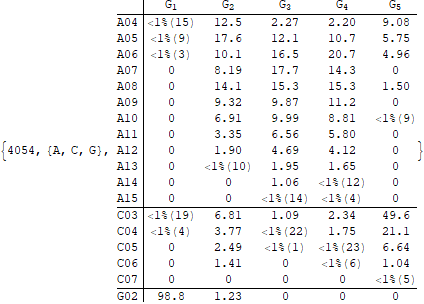 G1 G2 G3 G4 G5
A04 <1%(15) 12.5 2.27 2.20 9.08
A05 <1%(9) 17.6 12.1 10.7 5.75
A06 <1%(3) 10.1 16.5 20.7 4.96
A07 0 8.19 17.7 14.3 0
A08 0 14.1 15.3 15.3 1.50
A09 0 9.32 9.87 11.2 0
A10 0 6.91 9.99 8.81 <1%(9)
A11 0 3.35 6.56 5.80 0
{4054, {A, C, G}, A12 0 1.90 4.69 4.12 0 }
A13 0 <1%(10) 1.95 1.65 0
A14 0 0 1.06 <1%(12) 0
A15 0 0 <1%(14) <1%(4) 0
C03 <1%(19) 6.81 1.09 2.34 49.6
C04 <1%(4) 3.77 <1%(22) 1.75 21.1
C05 0 2.49 <1%(1) <1%(23) 6.64
C06 0 1.41 0 <1%(6) 1.04
C07 0 0 0 0 <1%(5)
G02 98.8 1.23 0 0 0